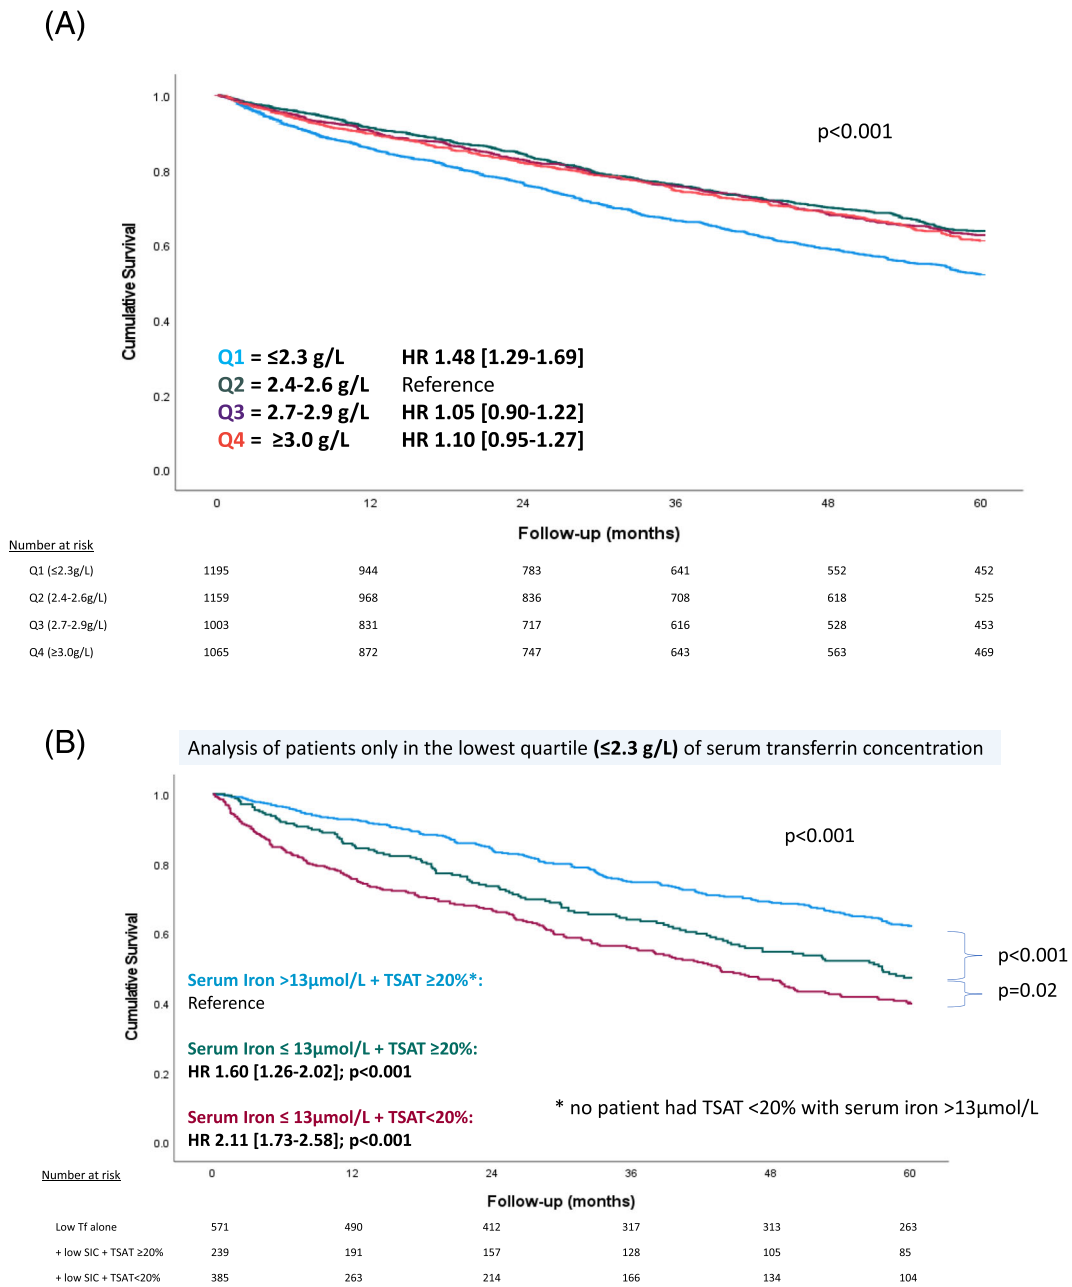 (A)
1.0
0.8
0.6
0.4
0.2
0.0
Cumulative Survival
p<0.001
Q1 = ≤2.3 g/L HR 1.48 [1.29-1.69]
Q2 = 2.4-2.6 g/L Reference
Q3 = 2.7-2.9 g/L HR 1.05 [0.90-1.22]
Q4 = ≥3.0 g/L HR 1.10 [0.95-1.27]
0 12 24 36 48 60
Follow-up (months)
Number at risk
Q1 (≤2.3g/L) 1195 944 783 641 552 452
Q2 (2.4-2.6g/L) 1159 968 836 708 618 525
Q3 (2.7-2.9g/L) 1003 831 717 616 528 453
Q4 (≥3.0g/L) 1065 872 747 643 563 469
(B)
Analysis of patients only in the lowest quartile (≤2.3 g/L) of serum transferrin concentration
1.0
0.8
0.6
0.4
0.2
0.0
Cumulative Survival
p<0.001
p<0.001
p=0.02
Serum Iron >13μmol/L + TSAT ≥20%*:
Reference
Serum Iron ≤ 13μmol/L + TSAT ≥20%:
HR 1.60 [1.26-2.02]; p<0.001
Serum Iron ≤ 13μmol/L + TSAT<20%:
HR 2.11 [1.73-2.58]; p<0.001
* no patient had TSAT <20% with serum iron >13μmol/L
0 12 24 36 48 60
Follow-up (months)
Number at risk
Low Tf alone 571 490 412 317 313 263
+ low SIC + TSAT ≥20% 239 191 157 128 105 85
+ low SIC + TSAT<20% 385 263 214 166 134 104